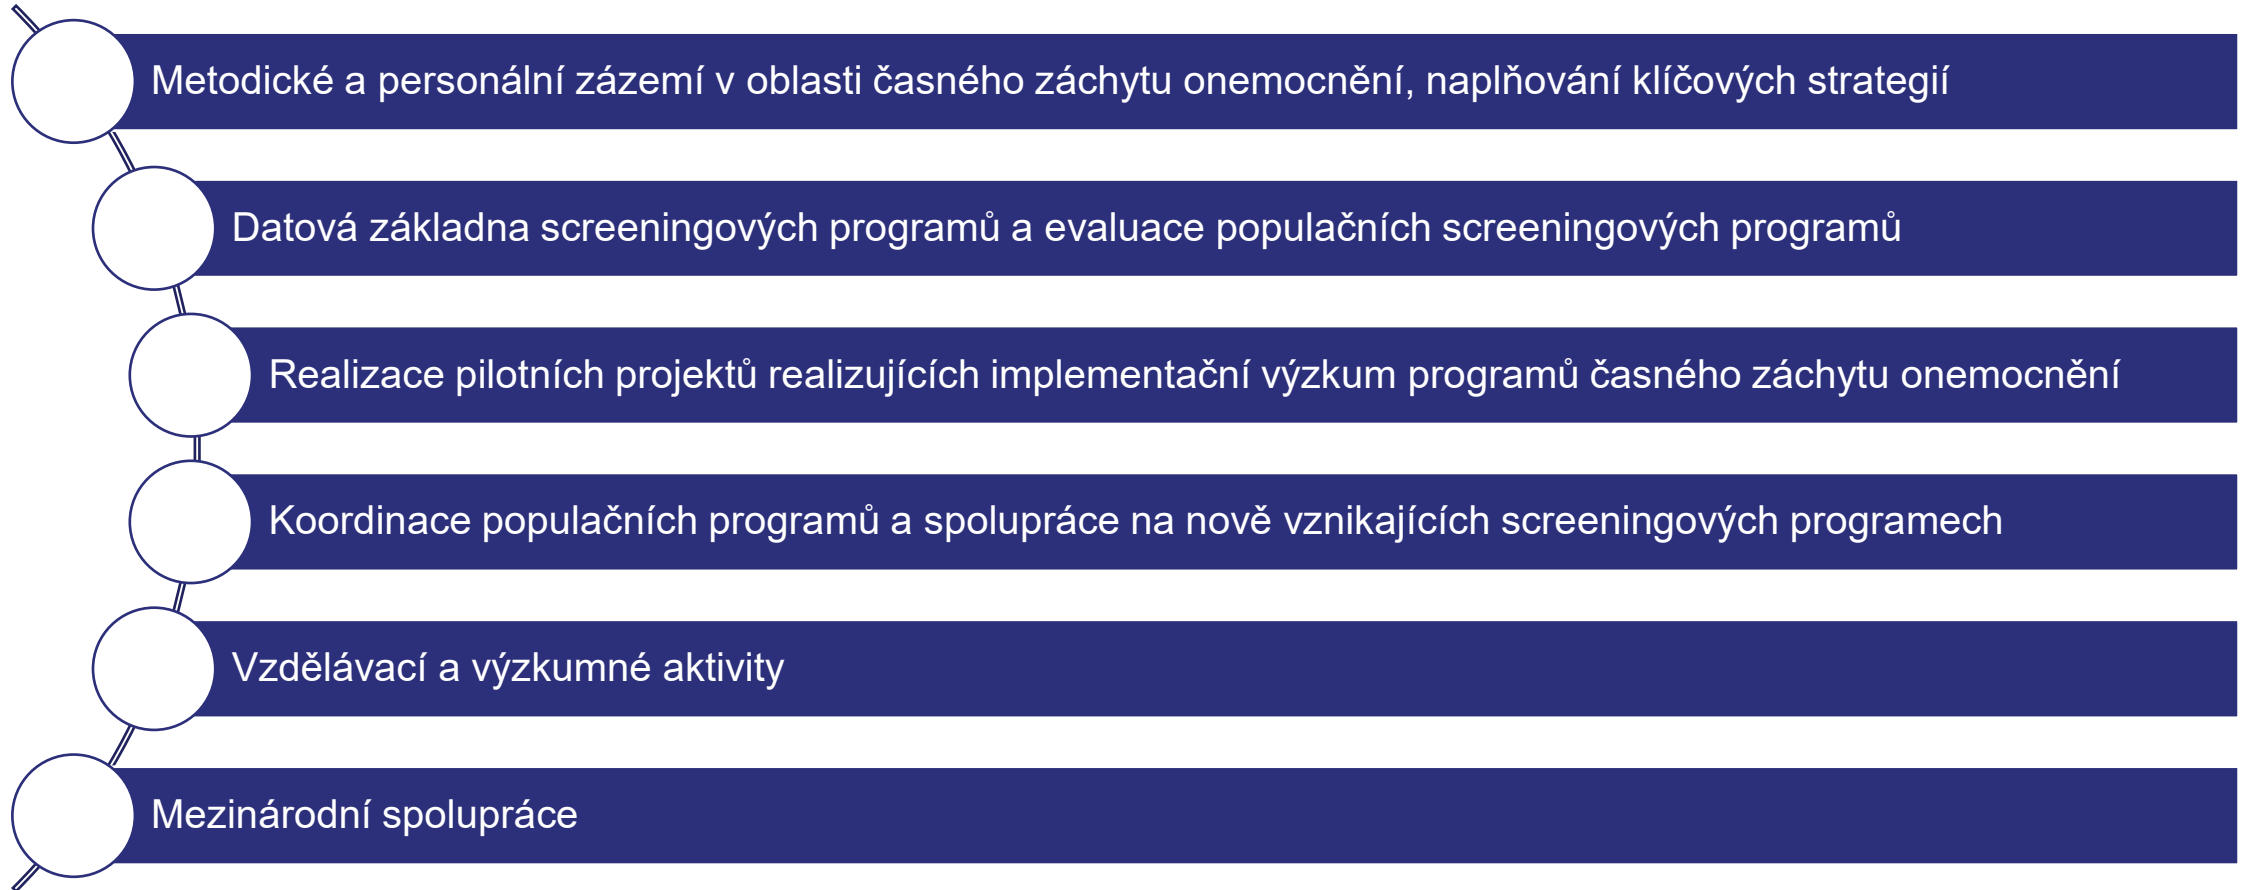 Metodické a personální zázemí v oblasti časného záchytu onemocnění, naplňování klíčových strategií
Datová základna screeningových programů a evaluace populačních screeningových programů
Realizace pilotních projektů realizujících implementační výzkum programů časného záchytu onemocnění
Koordinace populačních programů a spolupráce na nově vznikajících screeningových programech
Vzdělávací a výzkumné aktivity
Mezinárodní spolupráce